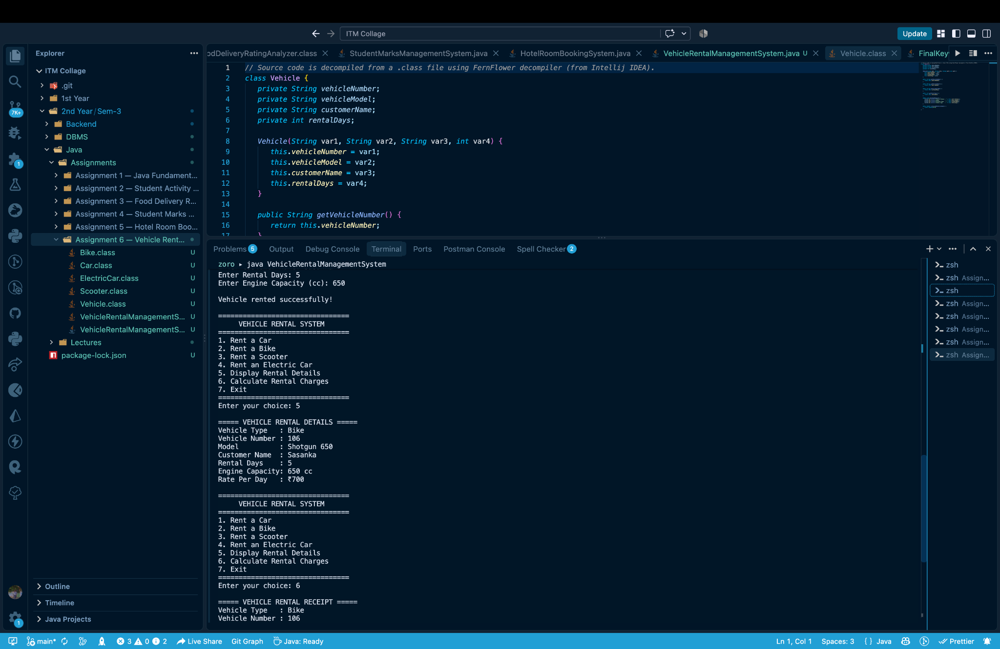 ITM Collage
Update
Explorer
ITM Collage
.git
1st Year
2nd Year/Sem-3
Backend
DBMS
Java
Assignments
Assignment 1 — Java Fundament...
Assignment 2 — Student Activity ...
Assignment 3 — Food Delivery R...
Assignment 4 — Student Marks ...
Assignment 5 — Hotel Room Boo...
Assignment 6 — Vehicle Rent...
Bike.class U
Car.class U
ElectricCar.class U
Scooter.class U
Vehicle.class U
VehicleRentalManagementS... U
VehicleRentalManagementS... U
Lectures
package-lock.json U
Outline
Timeline
Java Projects
7K+
1
1
odDeliveryRatingAnalyzer.class StudentMarksManagementSystem.java HotelRoomBookingSystem.java VehicleRentalManagementSystem.java U Vehicle.class FinalKey
1 // Source code is decompiled from a .class file using FernFlower decompiler (from Intellij IDEA).
2 class Vehicle {
3 private String vehicleNumber;
4 private String vehicleModel;
5 private String customerName;
6 private int rentalDays;
7
8 Vehicle(String var1, String var2, String var3, int var4) {
9 this.vehicleNumber = var1;
10 this.vehicleModel = var2;
11 this.customerName = var3;
12 this.rentalDays = var4;
13 }
14
15 public String getVehicleNumber() {
16 return this.vehicleNumber;
17 }
Problems 5 Output Debug Console Terminal Ports Postman Console Spell Checker 2
zoro ▸ java VehicleRentalManagementSystem
Enter Rental Days: 5
Enter Engine Capacity (cc): 650
Vehicle rented successfully!
================================
VEHICLE RENTAL SYSTEM
================================
1. Rent a Car
2. Rent a Bike
3. Rent a Scooter
4. Rent an Electric Car
5. Display Rental Details
6. Calculate Rental Charges
7. Exit
================================
Enter your choice: 5
===== VEHICLE RENTAL DETAILS =====
Vehicle Type : Bike
Vehicle Number : 106
Model : Shotgun 650
Customer Name : Sasanka
Rental Days : 5
Engine Capacity: 650 cc
Rate Per Day : ₹700
================================
VEHICLE RENTAL SYSTEM
================================
1. Rent a Car
2. Rent a Bike
3. Rent a Scooter
4. Rent an Electric Car
5. Display Rental Details
6. Calculate Rental Charges
7. Exit
================================
Enter your choice: 6
===== VEHICLE RENTAL RECEIPT =====
Vehicle Type : Bike
Vehicle Number : 106
zsh
zsh Assign...
zsh
zsh Assign...
zsh Assign...
zsh Assign...
zsh Assign...
zsh Assign...
main* 3 0 2 Live Share Git Graph Java: Ready Ln 1, Col 1 Spaces: 3 { } Java Prettier